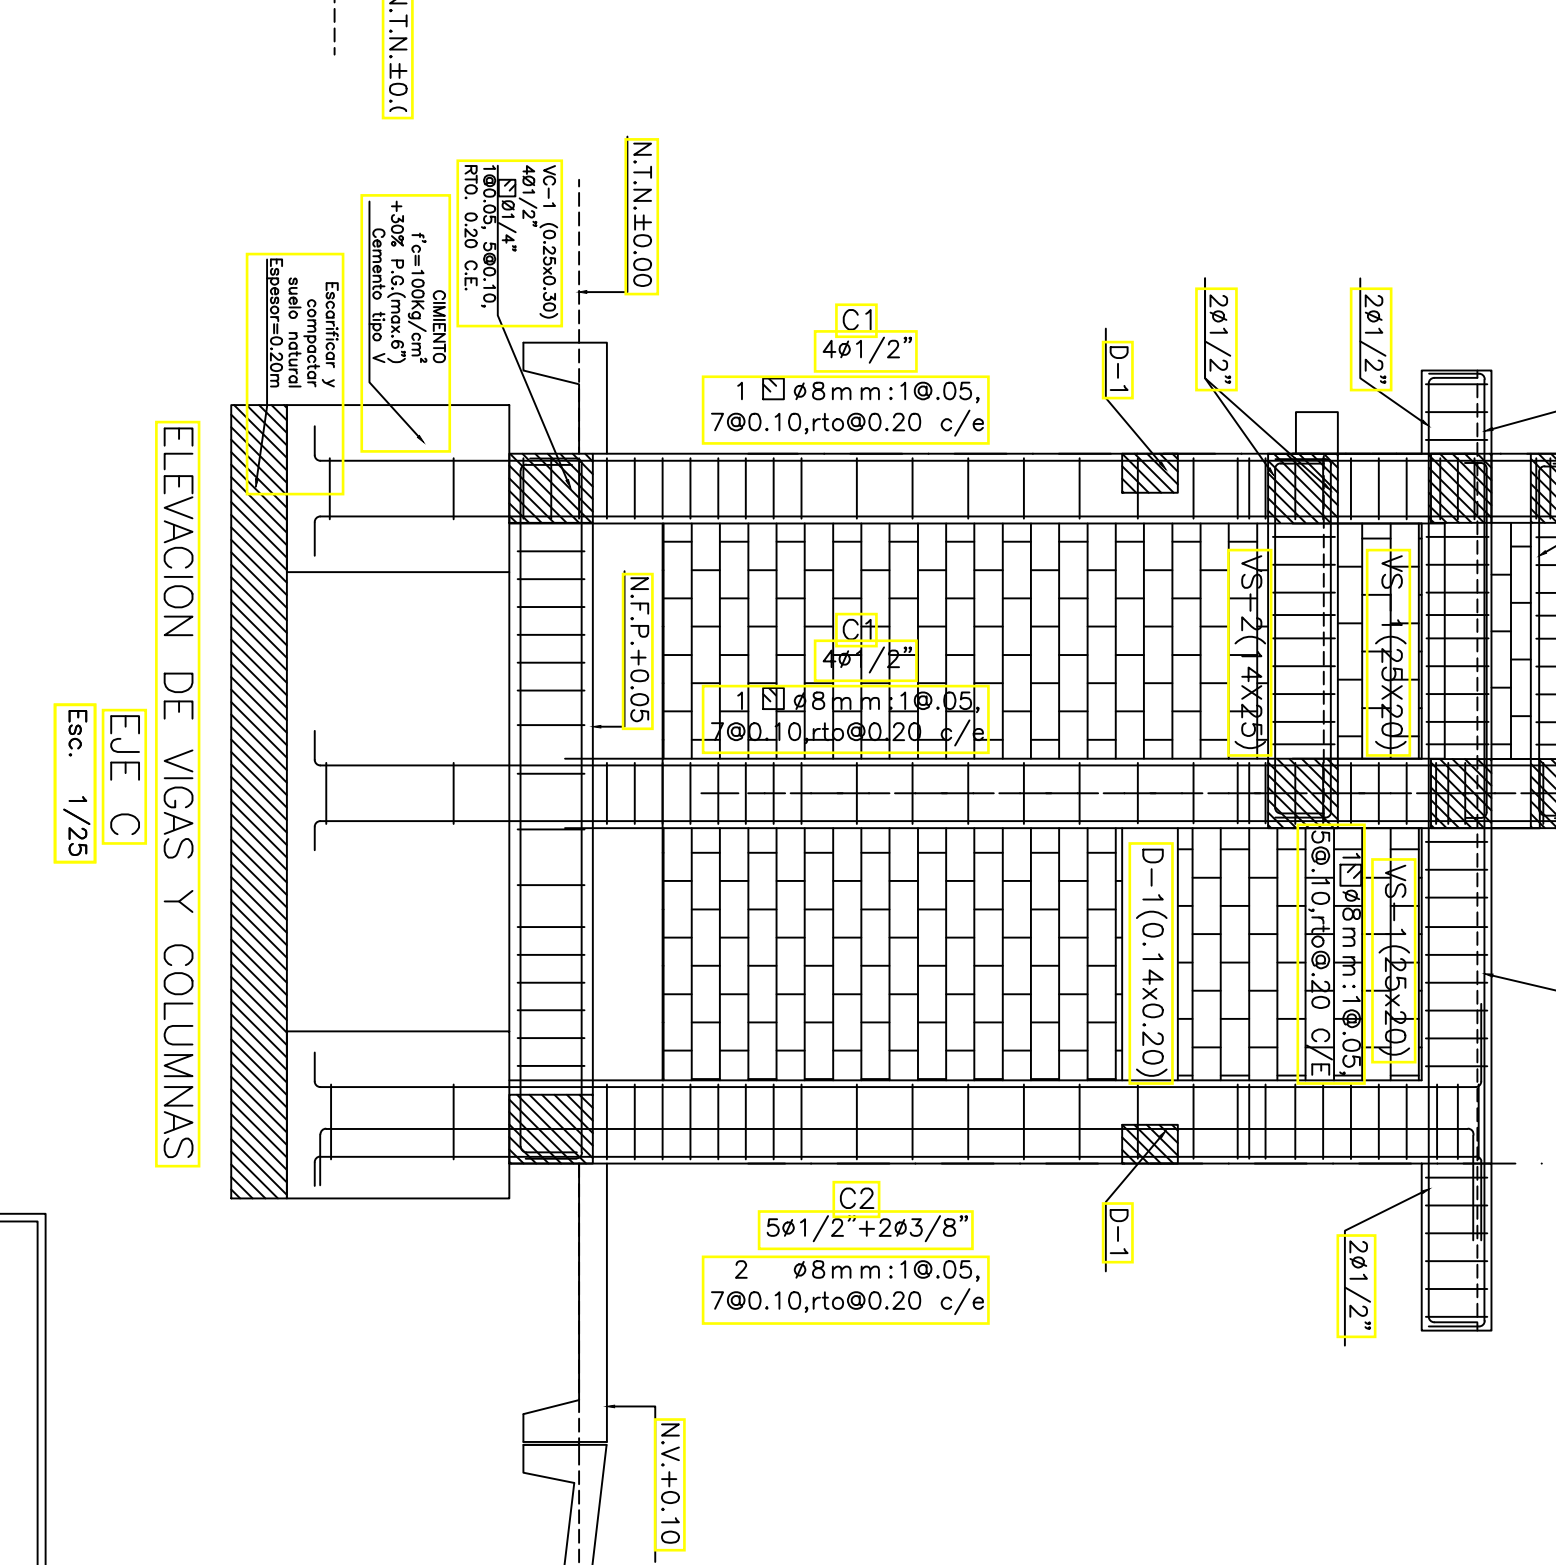 N.T.N.±0.(
N.T.N.±0.00
VC-1 (0.25x0.30)
4Ø1/2"
Ø1/4"
1@0.05, 5@0.10,
RTO. 0.20 C.E.
CIMIENTO
f'c=100Kg/cm²
+30% P.G.(max.6")
Cemento tipo V
Escarificar y
compactar
suelo natural
Espesor=0.20m
C1
4ø1/2"
1 ø8mm:1@.05,
7@0.10,rto@0.20 c/e
D-1
2ø1/2"
2ø1/2"
N.F.P.+0.05
C1
4ø1/2"
1 ø8mm:1@.05,
7@0.10,rto@0.20 c/e
VS-2(14x25)
VS-1(25x20)
D-1(0.14x0.20)
1 ø8mm:1@.05,
5@.10,rto@.20 C/E
VS-1(25x20)
C2
5ø1/2"+2ø3/8"
2 ø8mm:1@.05,
7@0.10,rto@0.20 c/e
D-1
2ø1/2"
N.V.+0.10
ELEVACION DE VIGAS Y COLUMNAS
EJE C
Esc. 1/25